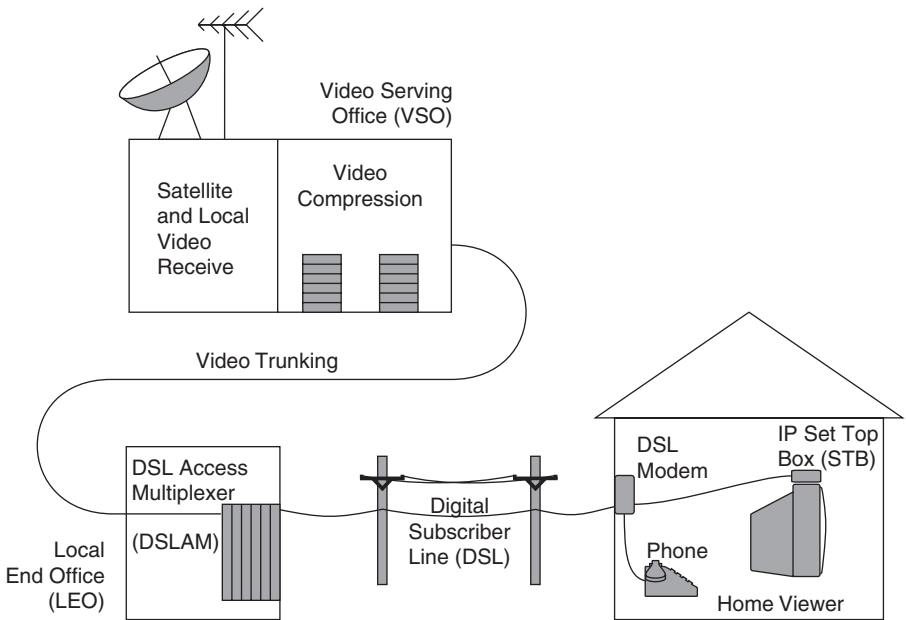 Video Serving
Office (VSO)
Satellite
and Local
Video
Receive
Video
Compression
Video Trunking
DSL Access
Multiplexer
(DSLAM)
Local
End Office
(LEO)
Digital
Subscriber
Line (DSL)
DSL
Modem
IP Set Top
Box (STB)
Phone
Home Viewer